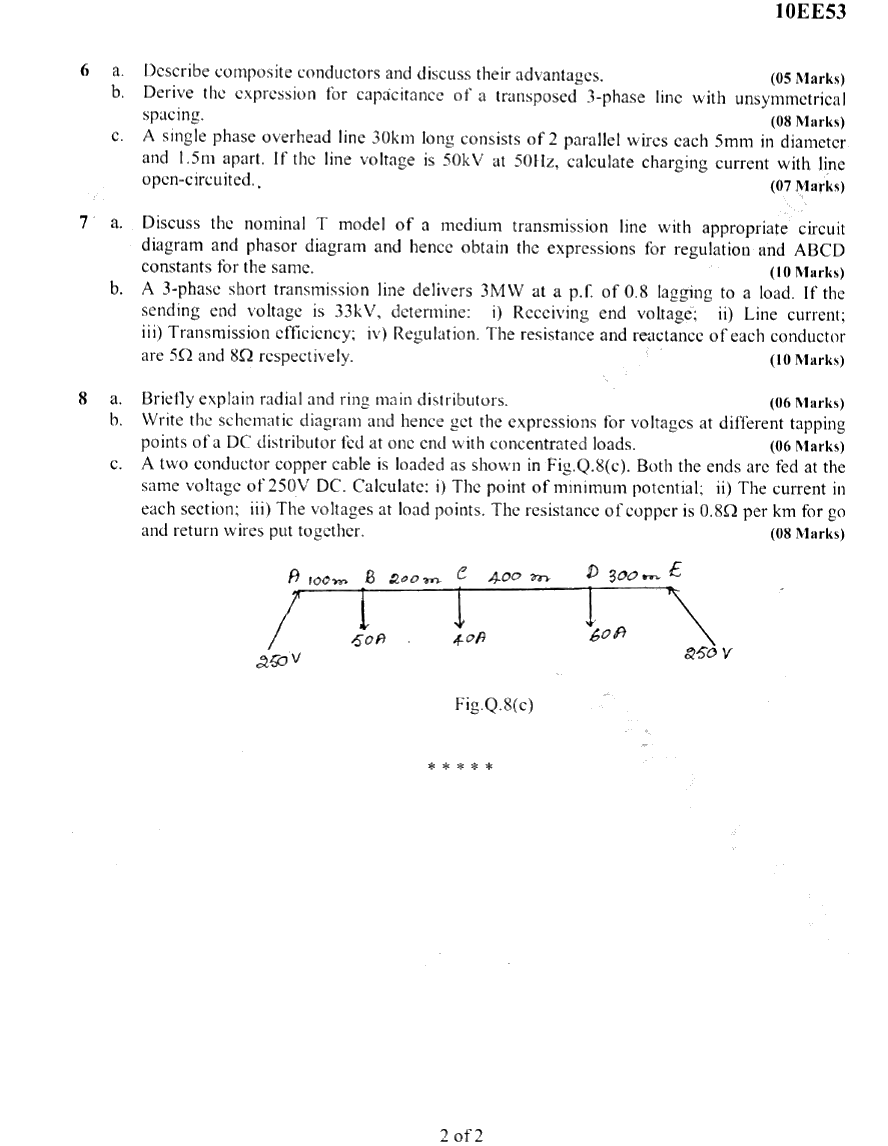 10EE53
6 a. Describe composite conductors and discuss their advantages. (05 Marks)
b. Derive the expression for capacitance of a transposed 3-phase line with unsymmetrical
spacing. (08 Marks)
c. A single phase overhead line 30km long consists of 2 parallel wires each 5mm in diameter
and 1.5m apart. If the line voltage is 50kV at 50Hz, calculate charging current with line
open-circuited. (07 Marks)
7 a. Discuss the nominal T model of a medium transmission line with appropriate circuit
diagram and phasor diagram and hence obtain the expressions for regulation and ABCD
constants for the same. (10 Marks)
b. A 3-phase short transmission line delivers 3MW at a p.f. of 0.8 lagging to a load. If the
sending end voltage is 33kV, determine: i) Receiving end voltage; ii) Line current;
iii) Transmission efficiency; iv) Regulation. The resistance and reactance of each conductor
are 5Ω and 8Ω respectively. (10 Marks)
8 a. Briefly explain radial and ring main distributors. (06 Marks)
b. Write the schematic diagram and hence get the expressions for voltages at different tapping
points of a DC distributor fed at one end with concentrated loads. (06 Marks)
c. A two conductor copper cable is loaded as shown in Fig.Q.8(c). Both the ends are fed at the
same voltage of 250V DC. Calculate: i) The point of minimum potential; ii) The current in
each section; iii) The voltages at load points. The resistance of copper is 0.8Ω per km for go
and return wires put together. (08 Marks)
A 100m B 200m C 400 m D 300m E
50A 40A 60A
250V 250V
Fig.Q.8(c)
* * * * *
2 of 2